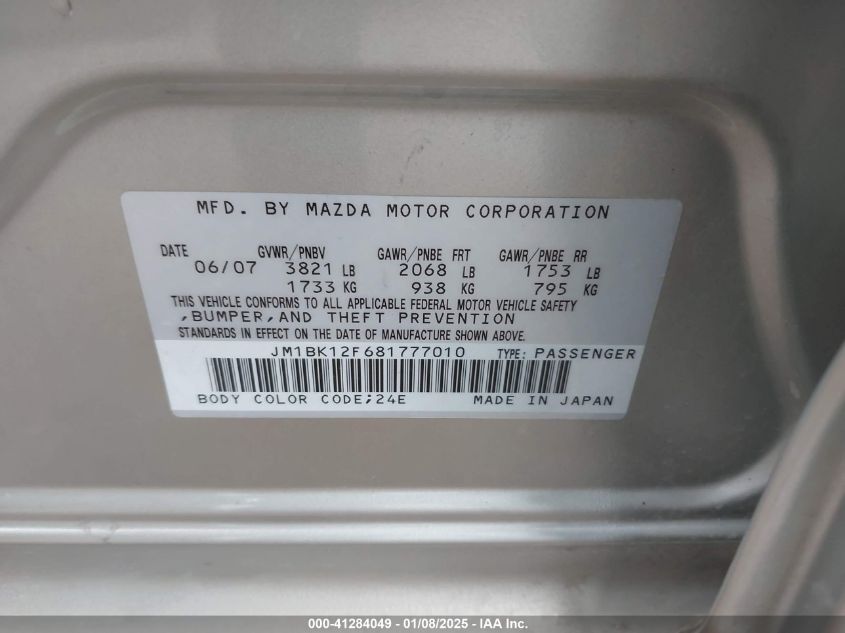 MFD. BY MAZDA MOTOR CORPORATION
DATE GVWR/PNBV GAWR/PNBE FRT GAWR/PNBE RR
06/07 3821 LB 2068 LB 1753 LB
1733 KG 938 KG 795 KG
THIS VEHICLE CONFORMS TO ALL APPLICABLE FEDERAL MOTOR VEHICLE SAFETY
,BUMPER,AND THEFT PREVENTION
STANDARDS IN EFFECT ON THE DATE OF MANUFACTURE SHOWN ABOVE.
JM1BK12F681777010 TYPE: PASSENGER
BODY COLOR CODE;24E MADE IN JAPAN
000-41284049 - 01/08/2025 - IAA Inc.